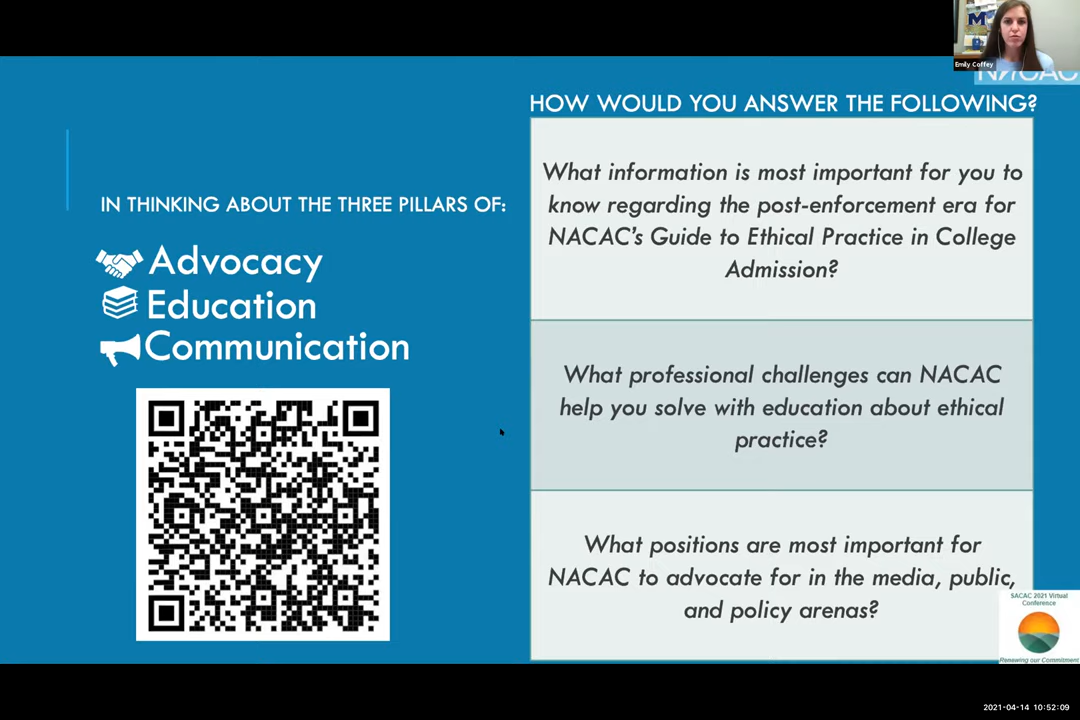 Emily Coffey
NACAC
HOW WOULD YOU ANSWER THE FOLLOWING?
IN THINKING ABOUT THE THREE PILLARS OF:
Advocacy
Education
Communication
What information is most important for you to
know regarding the post-enforcement era for
NACAC’s Guide to Ethical Practice in College
Admission?
What professional challenges can NACAC
help you solve with education about ethical
practice?
What positions are most important for
NACAC to advocate for in the media, public,
and policy arenas?
SACAC 2021 Virtual
Conference
Renewing our Commitment
2021-04-14 10:52:09